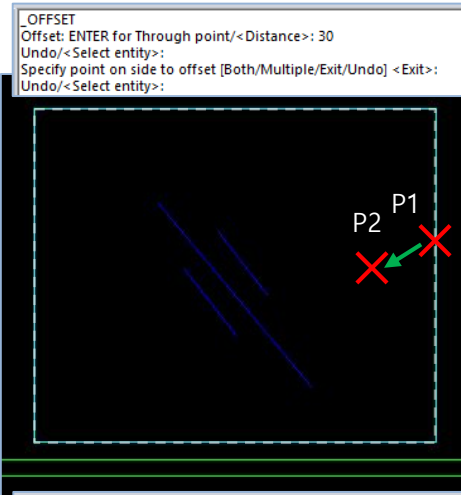 _OFFSET
Offset: ENTER for Through point/<Distance>: 30
Undo/<Select entity>:
Specify point on side to offset [Both/Multiple/Exit/Undo] <Exit>:
Undo/<Select entity>:
P1
P2